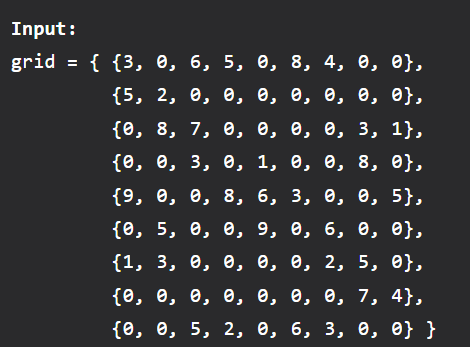 Input:
grid = { {3, 0, 6, 5, 0, 8, 4, 0, 0},
{5, 2, 0, 0, 0, 0, 0, 0, 0},
{0, 8, 7, 0, 0, 0, 0, 3, 1},
{0, 0, 3, 0, 1, 0, 0, 8, 0},
{9, 0, 0, 8, 6, 3, 0, 0, 5},
{0, 5, 0, 0, 9, 0, 6, 0, 0},
{1, 3, 0, 0, 0, 0, 2, 5, 0},
{0, 0, 0, 0, 0, 0, 0, 7, 4},
{0, 0, 5, 2, 0, 6, 3, 0, 0} }